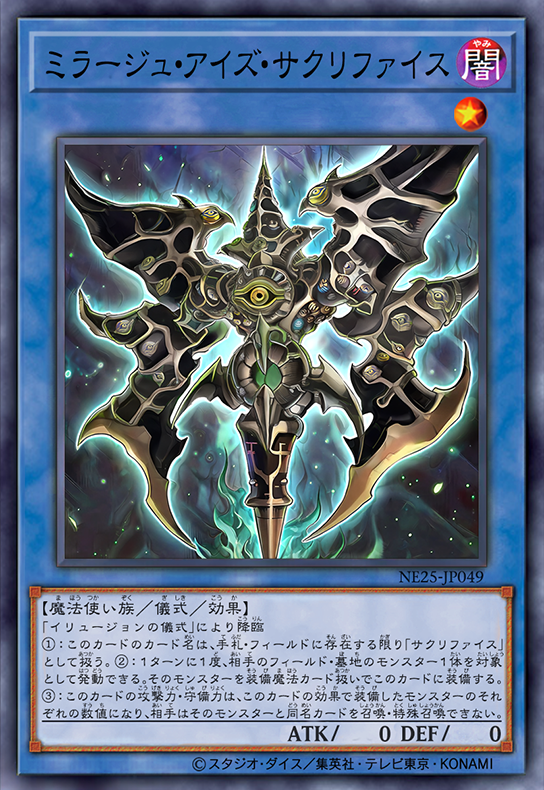 ミラージュ・アイズ・サクリファイス
闇
NE25-JP049
【魔法使い族/儀式/効果】
「イリュージョンの儀式」により降臨
①:このカードのカード名は、手札・フィールドに存在する限り「サクリファイス」
として扱う。②:1ターンに1度、相手のフィールド・墓地のモンスター1体を対象
として発動できる。そのモンスターを装備魔法カード扱いでこのカードに装備する。
③:このカードの攻撃力・守備力は、このカードの効果で装備したモンスターのそれ
ぞれの数値になり、相手はそのモンスターと同名カードを召喚・特殊召喚できない。
ATK/ 0 DEF/ 0
©スタジオ・ダイス/集英社・テレビ東京・KONAMI